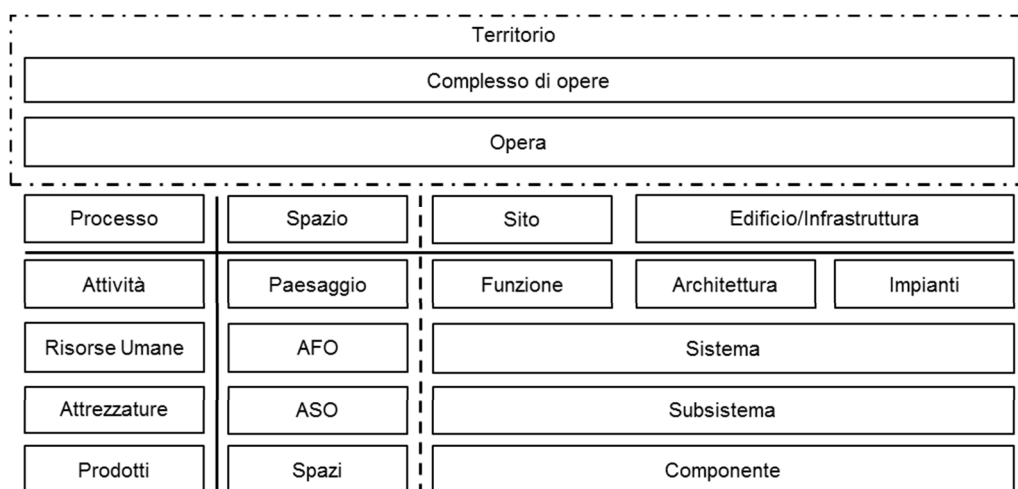 Territorio
Complesso di opere
Opera
Processo Spazio Sito Edificio/Infrastruttura
Attività Paesaggio Funzione Architettura Impianti
Risorse Umane AFO Sistema
Attrezzature ASO Subsistema
Prodotti Spazi Componente